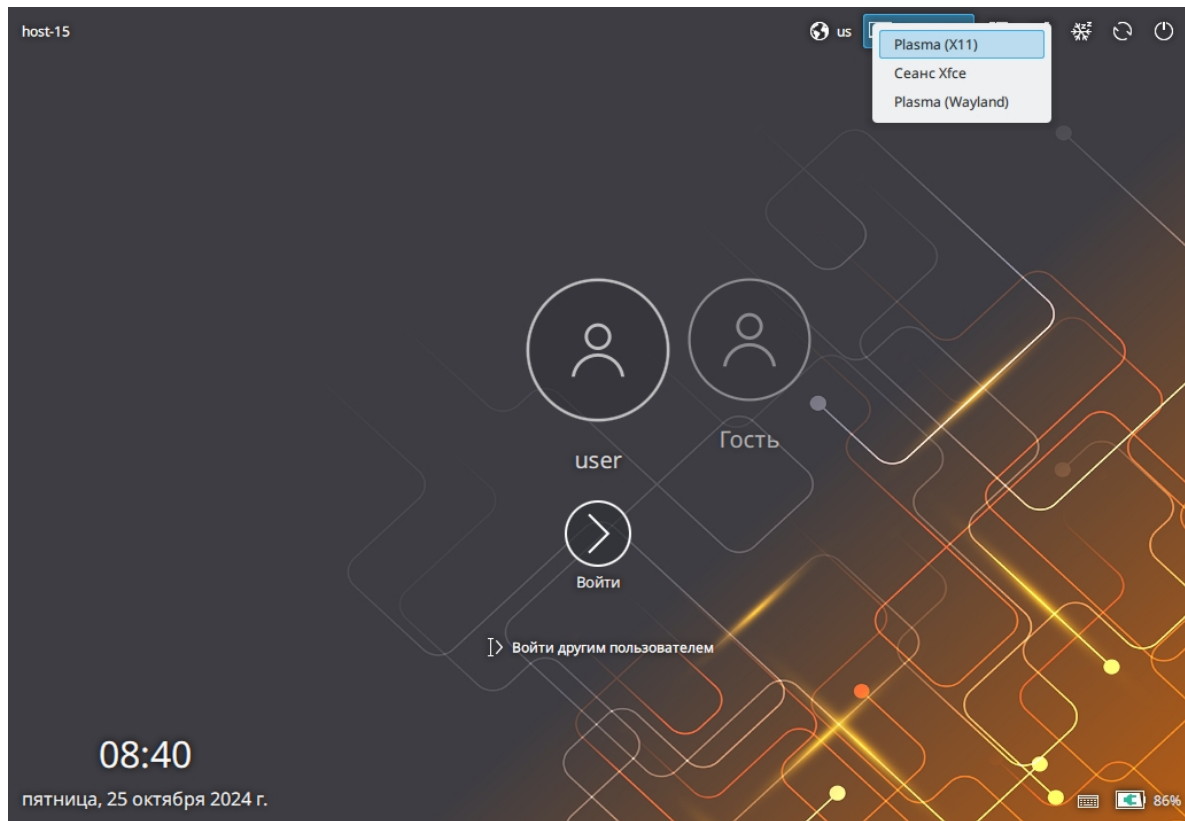 host-15
us
Plasma (X11)
Сеанс Xfce
Plasma (Wayland)
user
Гость
Войти
Войти другим пользователем
08:40
пятница, 25 октября 2024 г.
86%